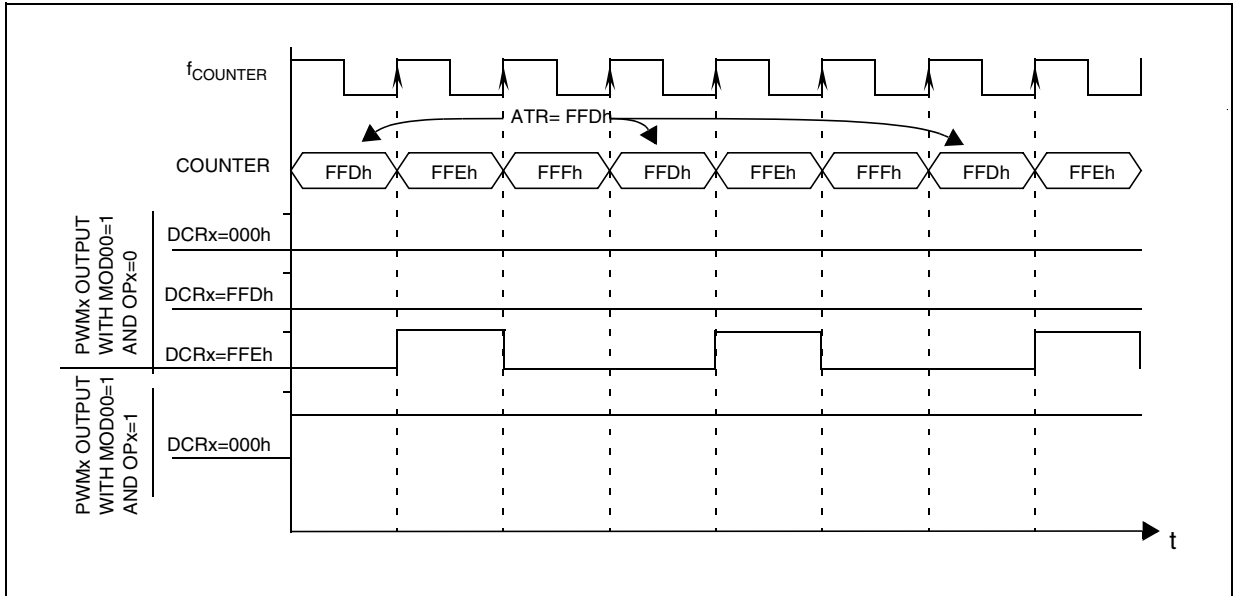 fCOUNTER
ATR= FFDh
COUNTER
FFDh FFEh FFFh FFDh FFEh FFFh FFDh FFEh
PWMx OUTPUT
WITH MOD00=1
AND OPx=0
DCRx=000h
DCRx=FFDh
DCRx=FFEh
PWMx OUTPUT
WITH MOD00=1
AND OPx=1
DCRx=000h
t